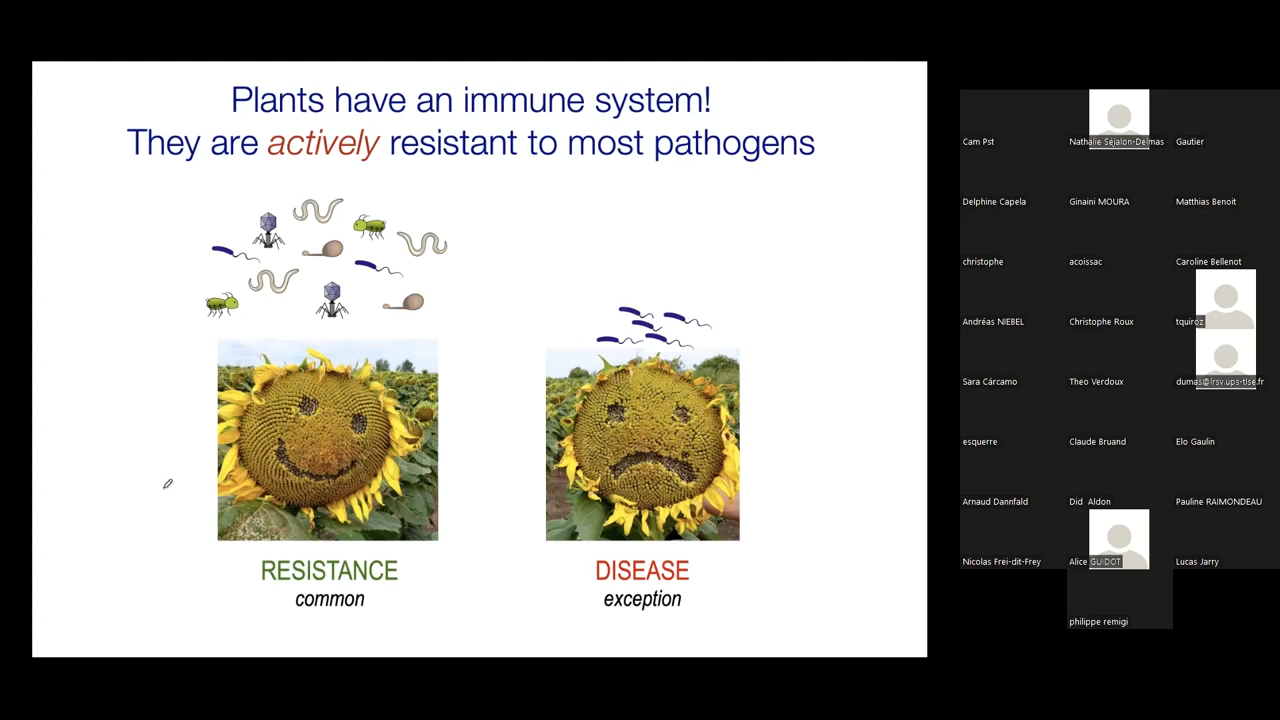 Plants have an immune system!
They are actively resistant to most pathogens
RESISTANCE
common
DISEASE
exception
Cam Pst
Nathalie Séjalon-Delmas
Gautier
Delphine Capela
Ginaini MOURA
Matthias Benoit
christophe
acoissac
Caroline Bellenot
Andréas NIEBEL
Christophe Roux
tquiroz
Sara Cárcamo
Theo Verdoux
dumas@lrsv.ups-tlse.fr
esquerre
Claude Bruand
Elo Gaulin
Arnaud Dannfald
Did Aldon
Pauline RAIMONDEAU
Nicolas Frei-dit-Frey
Alice GUIDOT
Lucas Jarry
philippe remigi